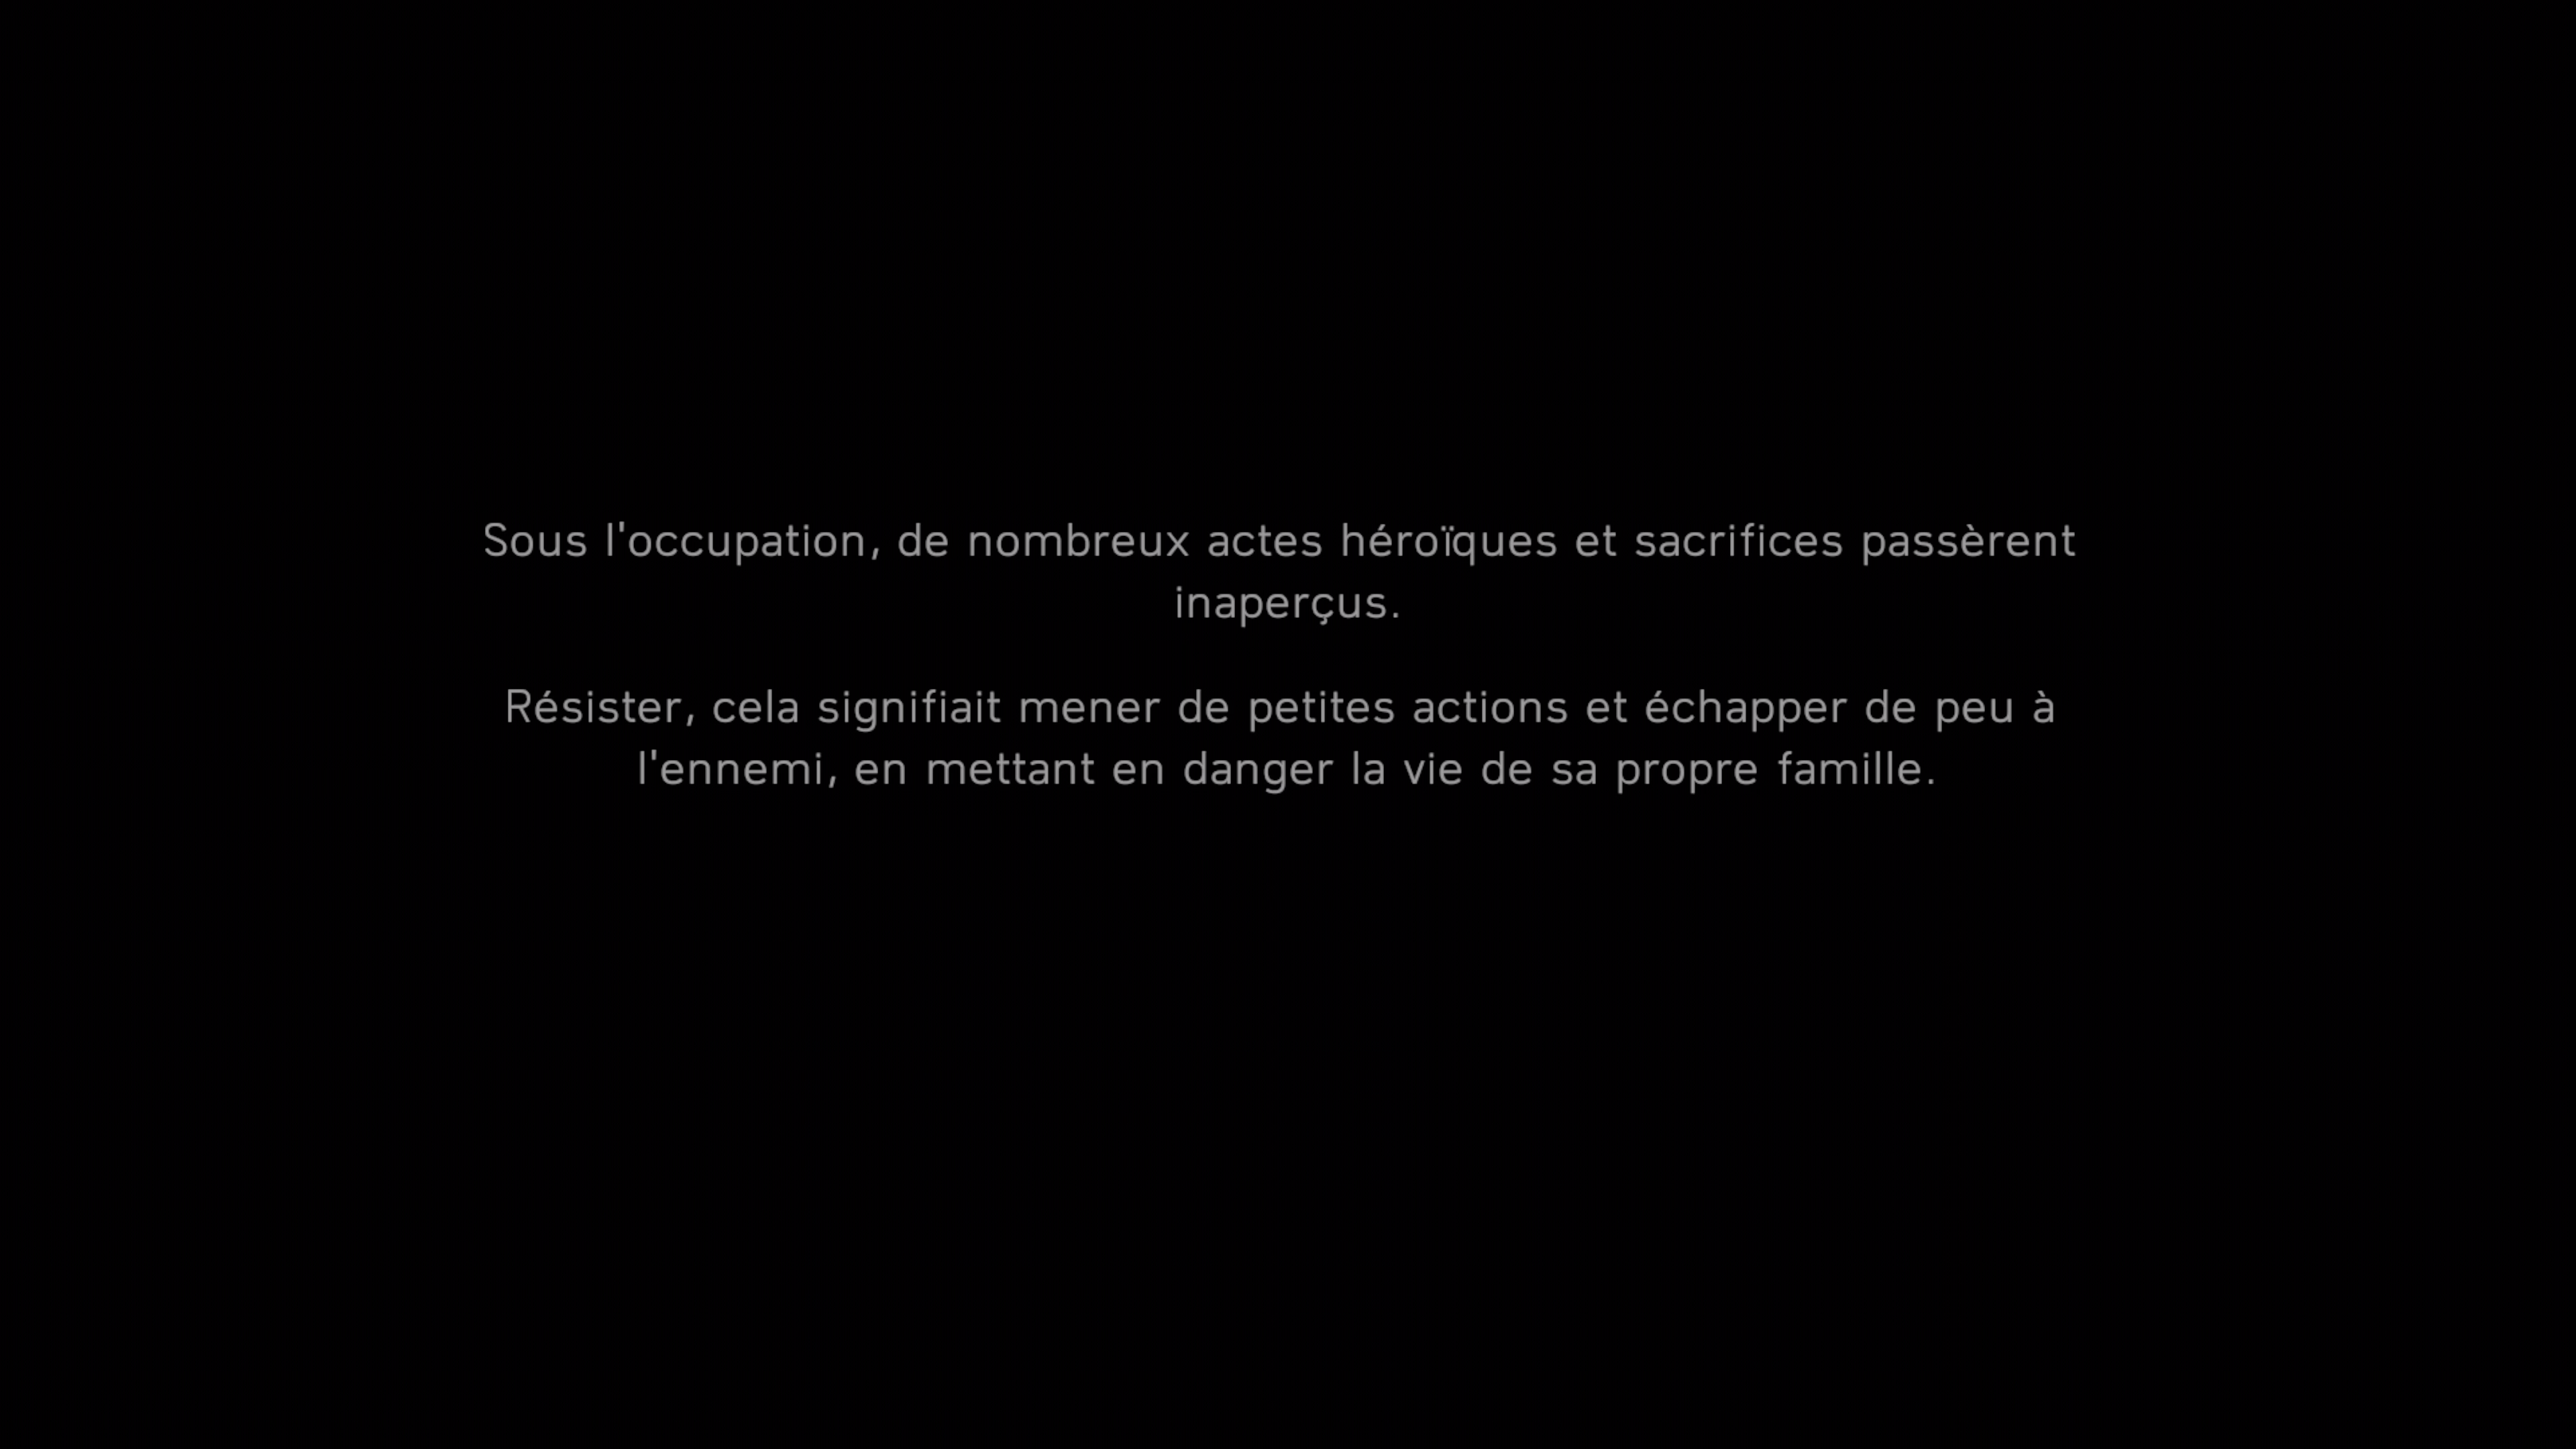 Sous l'occupation, de nombreux actes héroïques et sacrifices passèrent
inaperçus.
Résister, cela signifiait mener de petites actions et échapper de peu à
l'ennemi, en mettant en danger la vie de sa propre famille.